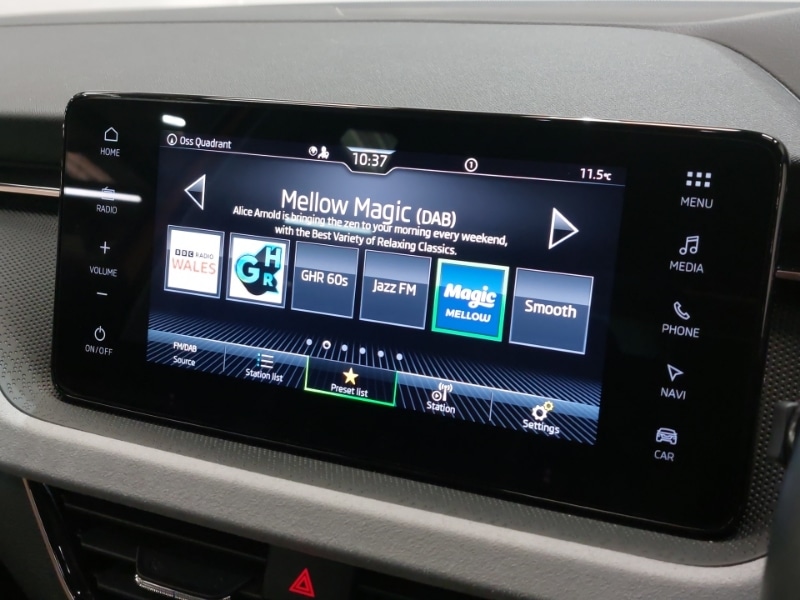 Oss Quadrant
10:37
1
11.5°C
HOME
RADIO
+
VOLUME
−
ON/OFF
Mellow Magic (DAB)
Alice Arnold is bringing the zen to your morning every weekend,
with the Best Variety of Relaxing Classics.
BBC RADIO
WALES
GHR
GHR 60s
Jazz FM
Magic
MELLOW
Smooth
FM/DAB
Source
Station list
Preset list
Station
Settings
MENU
MEDIA
PHONE
NAVI
CAR